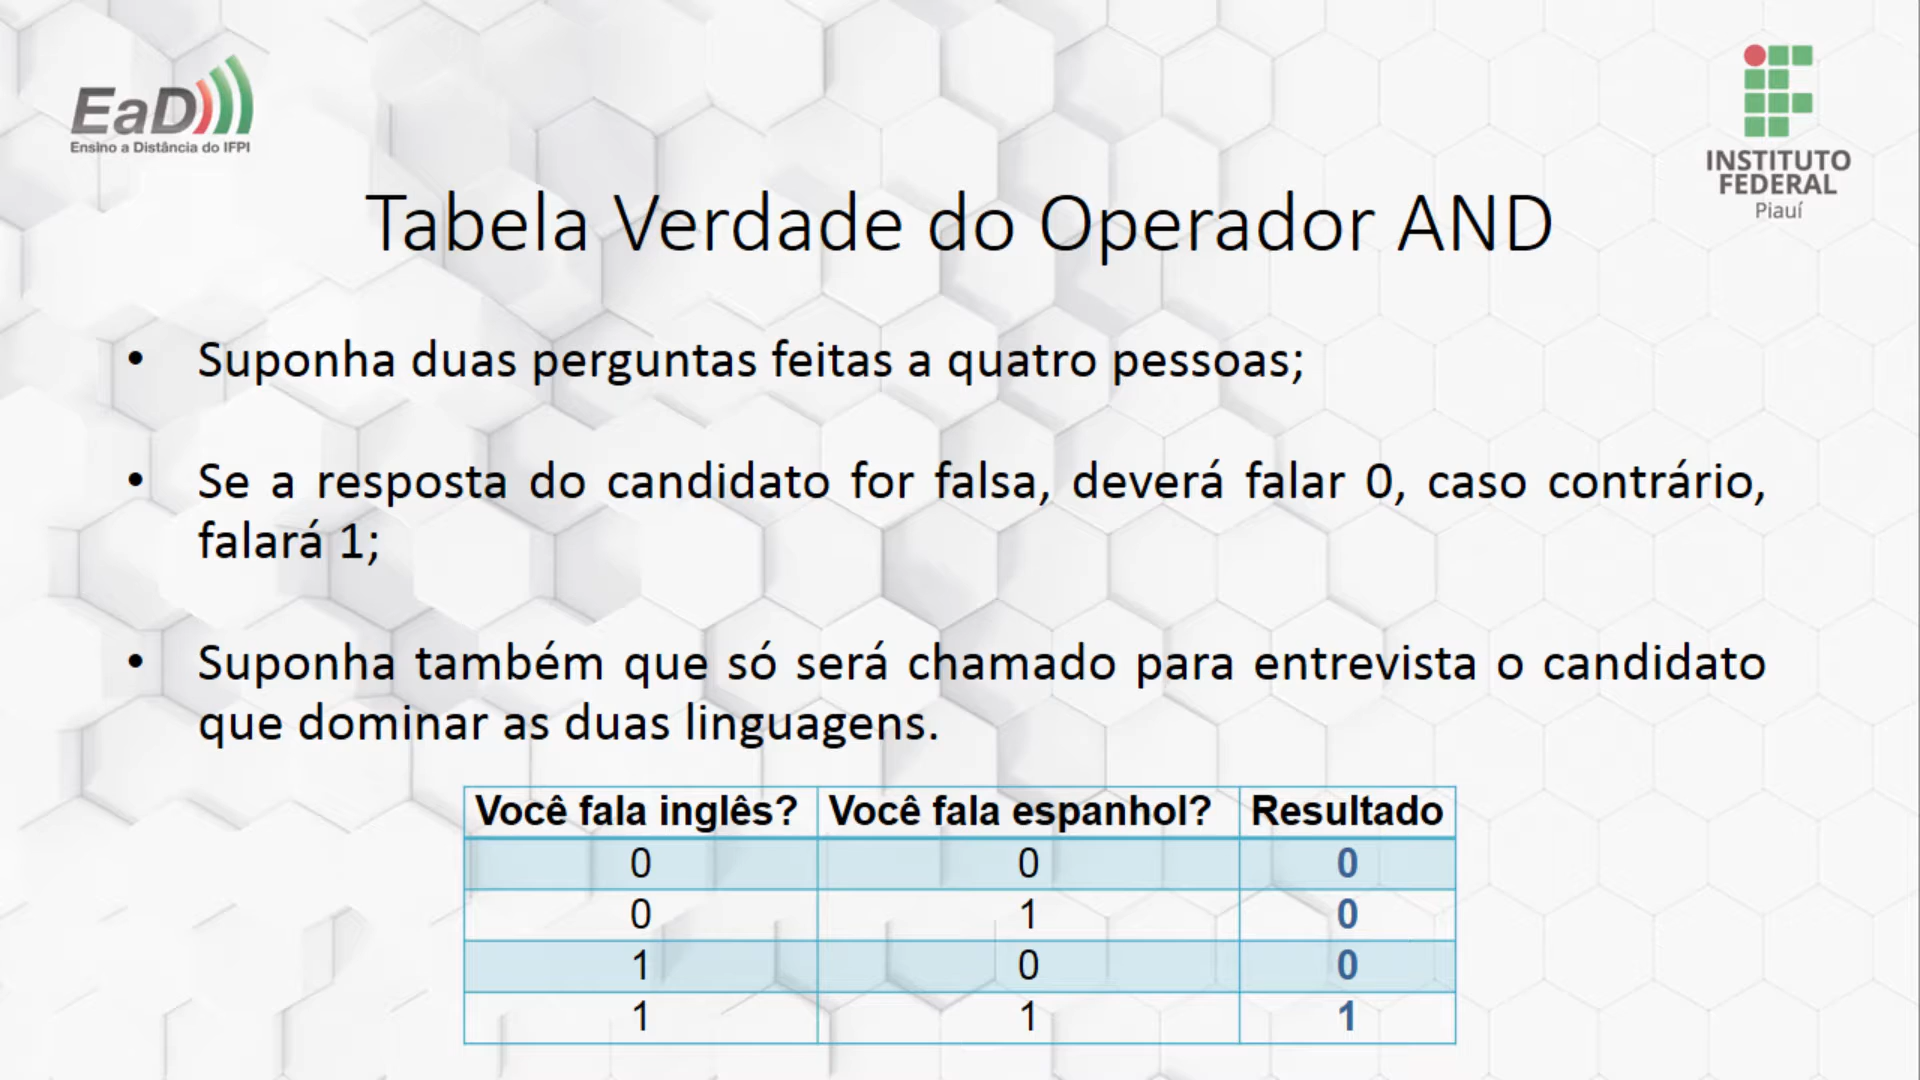 EaD
Ensino a Distância do IFPI
INSTITUTO
FEDERAL
Piauí
Tabela Verdade do Operador AND
• Suponha duas perguntas feitas a quatro pessoas;
• Se a resposta do candidato for falsa, deverá falar 0, caso contrário,
falará 1;
• Suponha também que só será chamado para entrevista o candidato
que dominar as duas linguagens.
Você fala inglês? Você fala espanhol? Resultado
0 0 0
0 1 0
1 0 0
1 1 1